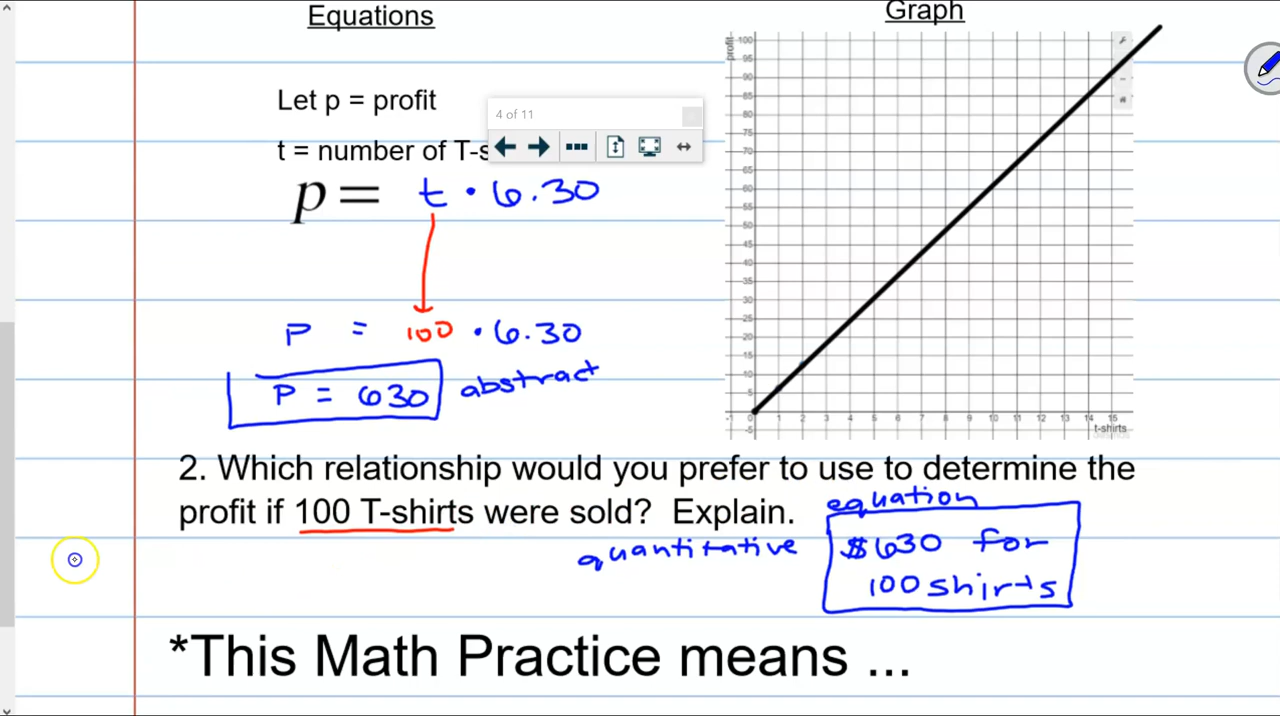 Equations
Graph
Let p = profit
4 of 11
t = number of T-s
p = t · 6.30
P = 100 · 6.30
P = 630
abstract
profit
100
95
90
85
80
75
70
65
60
55
50
45
40
35
30
25
20
15
10
5
-1 0 1 2 3 4 5 6 7 8 9 10 11 12 13 14 15
-5
t-shirts
2. Which relationship would you prefer to use to determine the
profit if 100 T-shirts were sold? Explain.
equation
quantitative
$630 for
100 shirts
*This Math Practice means ...